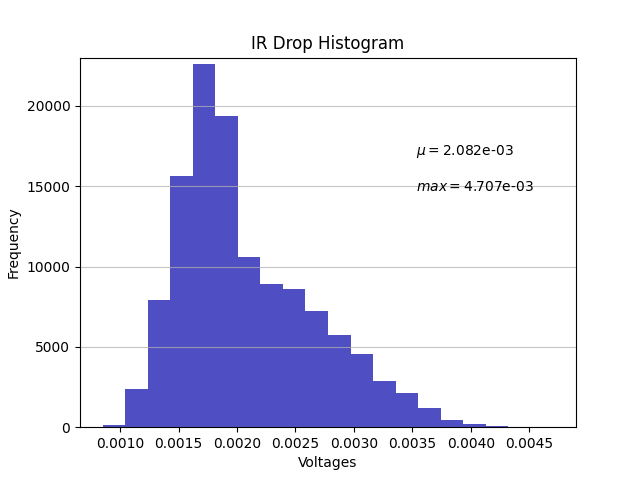 IR Drop Histogram
20000
15000
10000
5000
0
Frequency
μ = 2.082e-03
max = 4.707e-03
0.0010 0.0015 0.0020 0.0025 0.0030 0.0035 0.0040 0.0045
Voltages